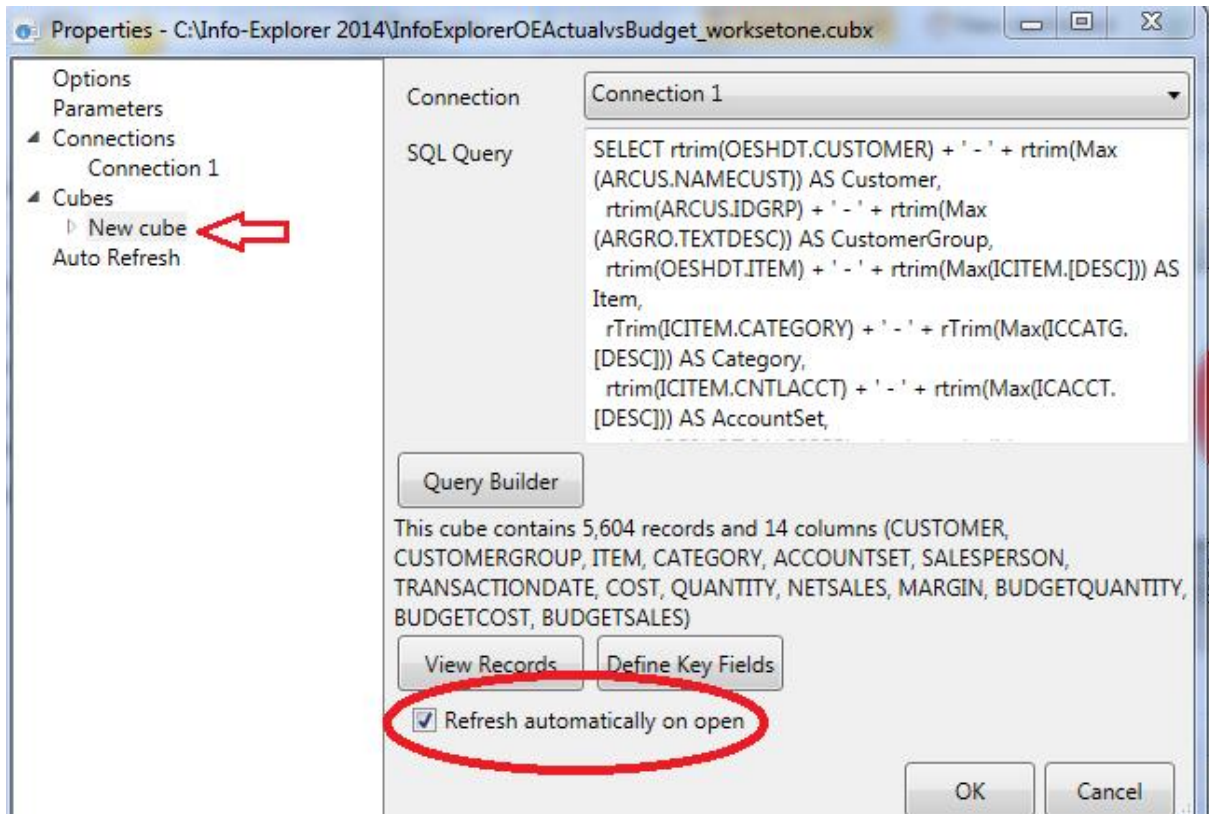 Properties - C:\Info-Explorer 2014\InfoExplorerOEActualvsBudget_worksetone.cubx
Options
Parameters
Connections
Connection 1
Cubes
New cube
Auto Refresh
Connection
Connection 1
SQL Query
SELECT rtrim(OESHDT.CUSTOMER) + ' - ' + rtrim(Max
(ARCUS.NAMECUST)) AS Customer,
rtrim(ARCUS.IDGRP) + ' - ' + rtrim(Max
(ARGRO.TEXTDESC)) AS CustomerGroup,
rtrim(OESHDT.ITEM) + ' - ' + rtrim(Max(ICITEM.[DESC])) AS
Item,
rTrim(ICITEM.CATEGORY) + ' - ' + rTrim(Max(ICCATG.
[DESC])) AS Category,
rtrim(ICITEM.CNTLACCT) + ' - ' + rtrim(Max(ICACCT.
[DESC])) AS AccountSet,
Query Builder
This cube contains 5,604 records and 14 columns (CUSTOMER,
CUSTOMERGROUP, ITEM, CATEGORY, ACCOUNTSET, SALESPERSON,
TRANSACTIONDATE, COST, QUANTITY, NETSALES, MARGIN, BUDGETQUANTITY,
BUDGETCOST, BUDGETSALES)
View Records
Define Key Fields
Refresh automatically on open
OK
Cancel